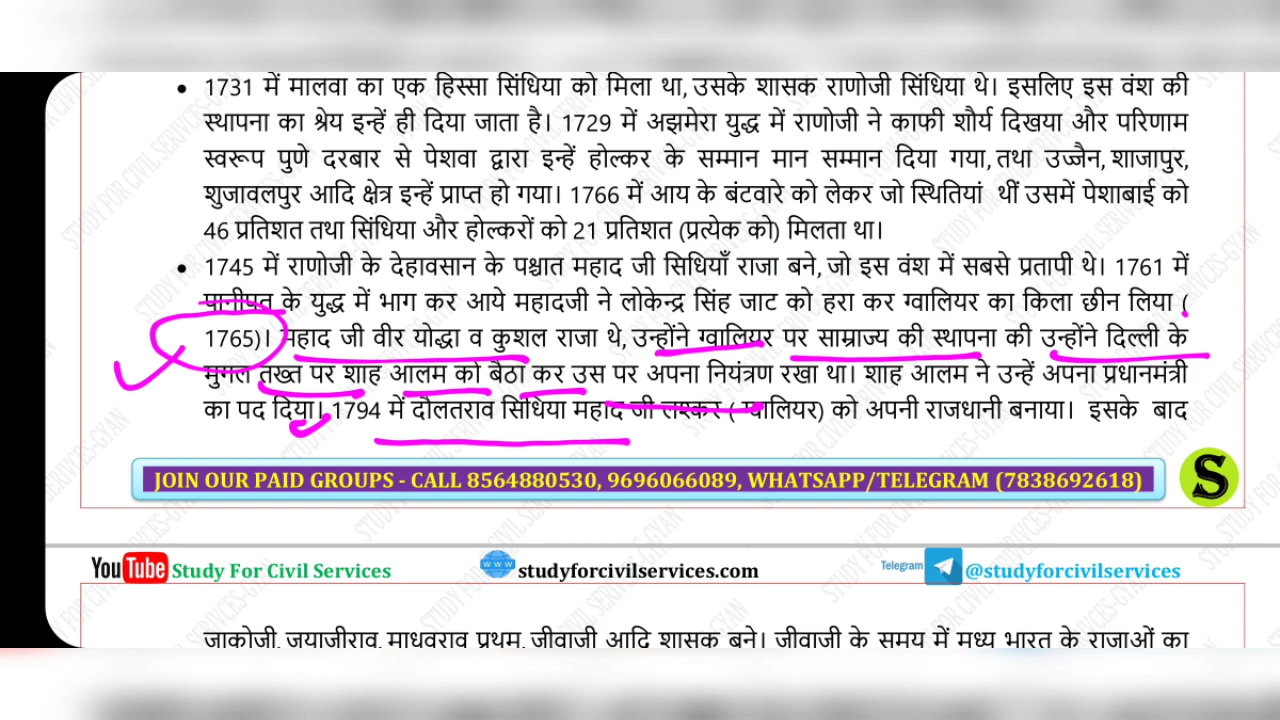 • 1731 में मालवा का एक हिस्सा सिंधिया को मिला था, उसके शासक राणोजी सिंधिया थे। इसलिए इस वंश की
स्थापना का श्रेय इन्हें ही दिया जाता है। 1729 में अझमेरा युद्ध में राणोजी ने काफी शौर्य दिखया और परिणाम
स्वरूप पुणे दरबार से पेशवा द्वारा इन्हें होल्कर के सम्मान मान सम्मान दिया गया, तथा उज्जैन, शाजापुर,
शुजावलपुर आदि क्षेत्र इन्हें प्राप्त हो गया। 1766 में आय के बंटवारे को लेकर जो स्थितियां थीं उसमें पेशाबाई को
46 प्रतिशत तथा सिंधिया और होल्करों को 21 प्रतिशत (प्रत्येक को) मिलता था।
• 1745 में राणोजी के देहावसान के पश्चात महाद जी सिधियाँ राजा बने, जो इस वंश में सबसे प्रतापी थे। 1761 में
पानीपत के युद्ध में भाग कर आये महादजी ने लोकेन्द्र सिंह जाट को हरा कर ग्वालियर का किला छीन लिया (
1765)। महाद जी वीर योद्धा व कुशल राजा थे, उन्होंने ग्वालियर पर साम्राज्य की स्थापना की उन्होंने दिल्ली के
मुगल तख्त पर शाह आलम को बैठा कर उस पर अपना नियंत्रण रखा था। शाह आलम ने उन्हें अपना प्रधानमंत्री
का पद दिया। 1794 में दौलतराव सिधिया महाद जी लश्कर ( ग्वालियर) को अपनी राजधानी बनाया। इसके बाद
JOIN OUR PAID GROUPS - CALL 8564880530, 9696066089, WHATSAPP/TELEGRAM (7838692618)
S
YouTube Study For Civil Services
www studyforcivilservices.com
Telegram @studyforcivilservices
जाकोजी, जयाजीराव, माधवराव प्रथम, जीवाजी आदि शासक बने। जीवाजी के समय में मध्य भारत के राजाओं का